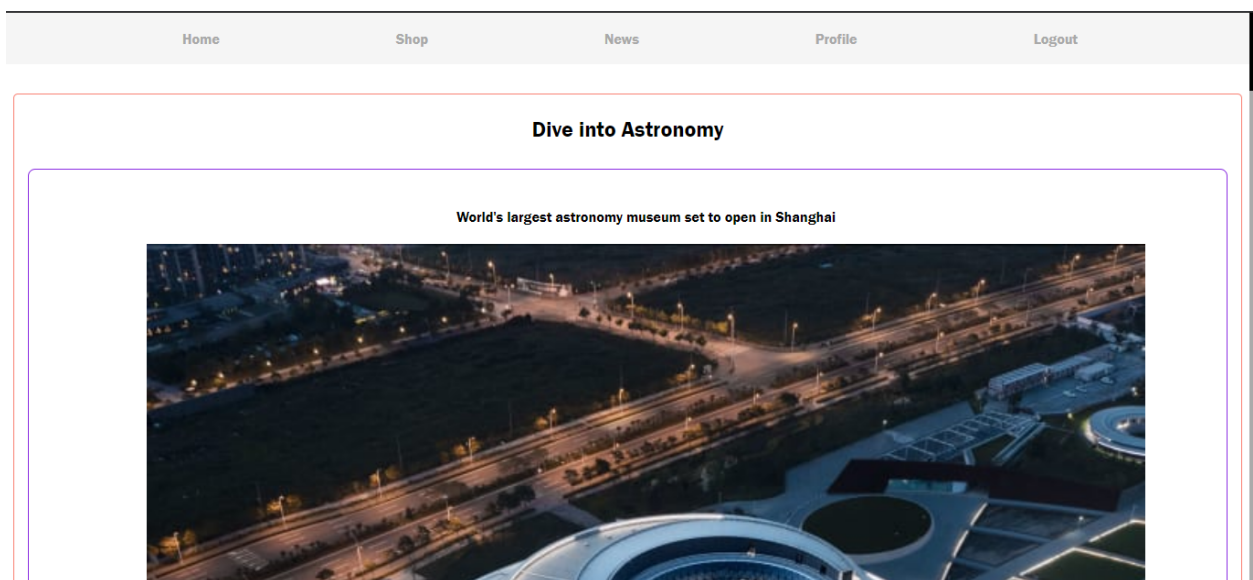 Home Shop News Profile Logout
Dive into Astronomy
World's largest astronomy museum set to open in Shanghai